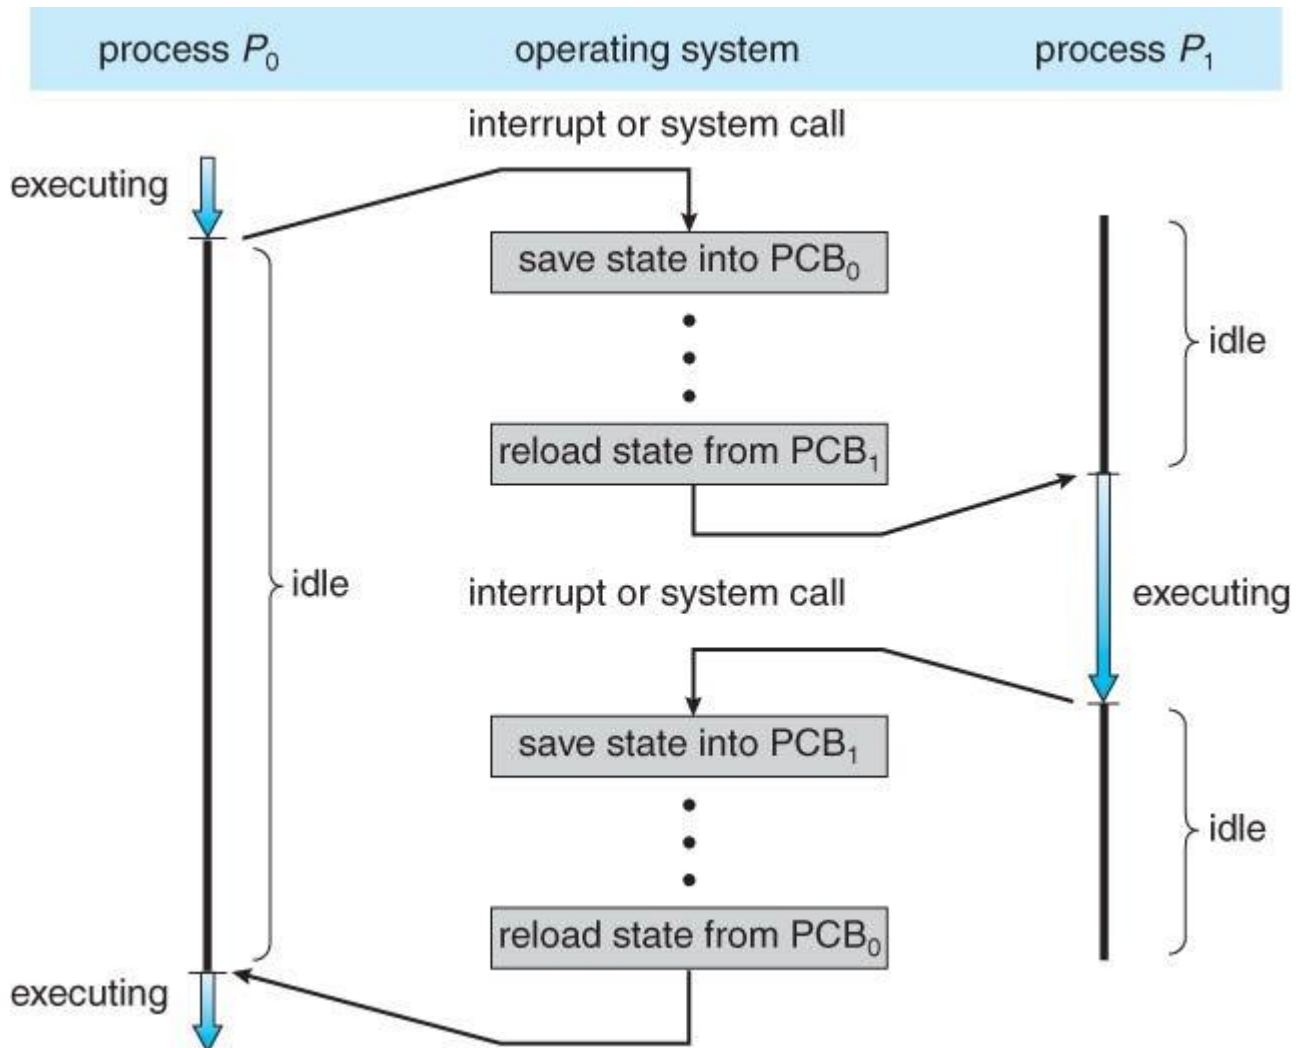 process P₀
operating system
process P₁
interrupt or system call
executing
save state into PCB₀
idle
reload state from PCB₁
idle
interrupt or system call
executing
save state into PCB₁
idle
reload state from PCB₀
executing